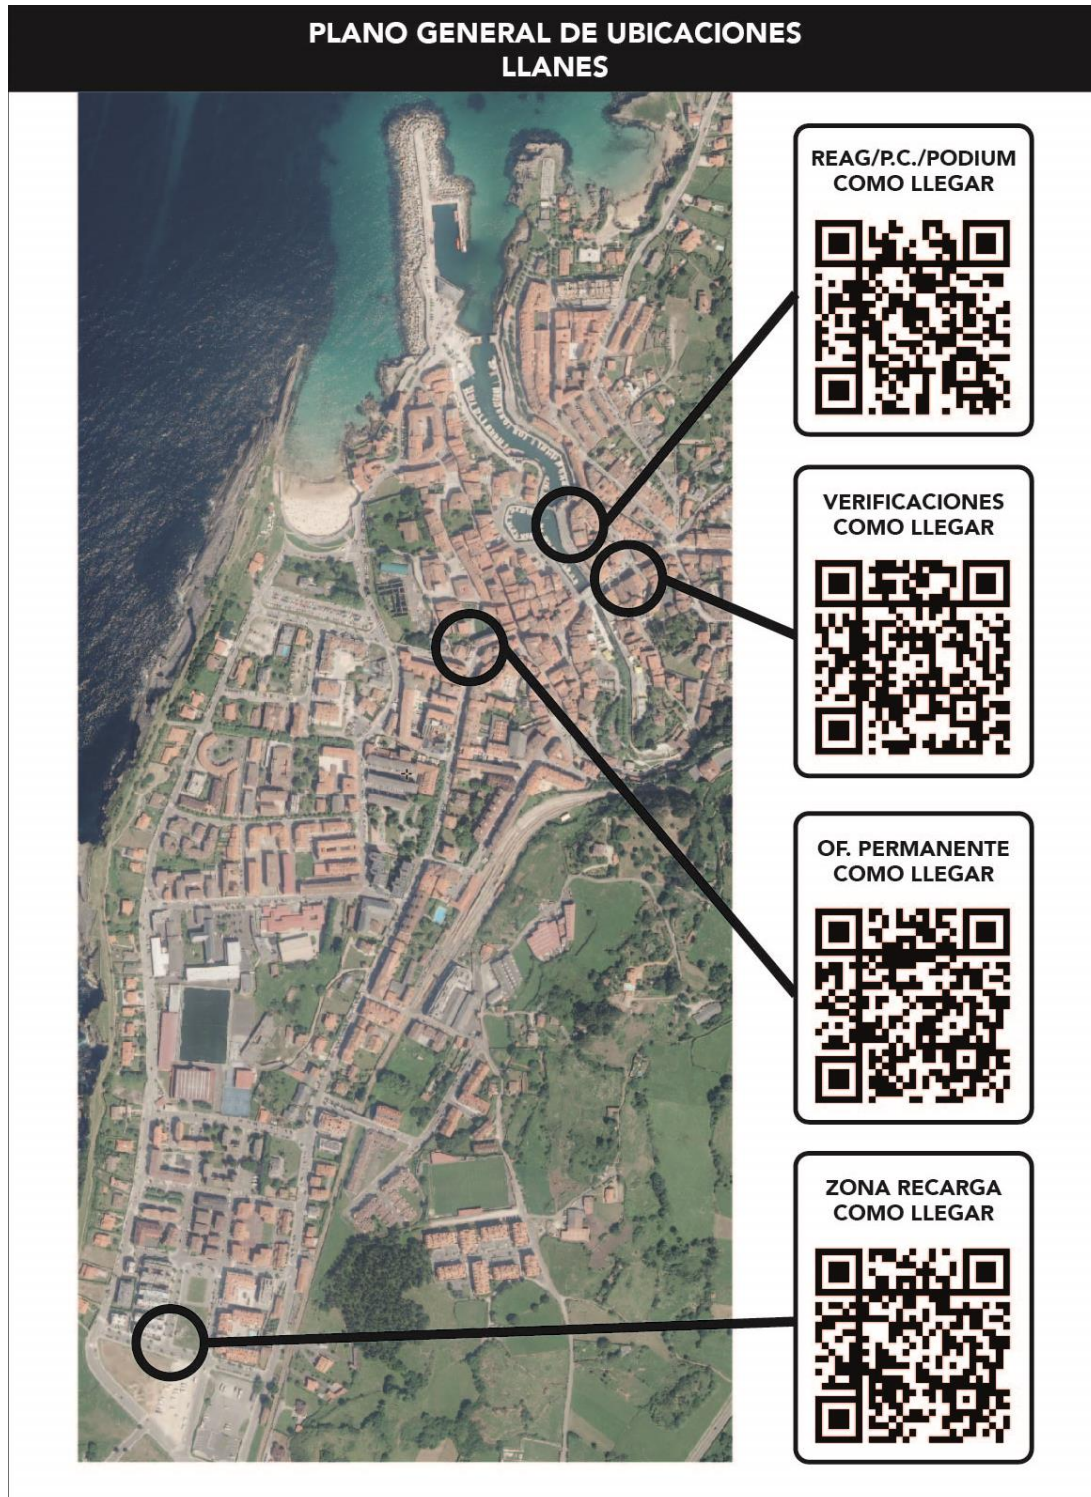 PLANO GENERAL DE UBICACIONES
LLANES
REAG/P.C./PODIUM
COMO LLEGAR
VERIFICACIONES
COMO LLEGAR
OF. PERMANENTE
COMO LLEGAR
ZONA RECARGA
COMO LLEGAR